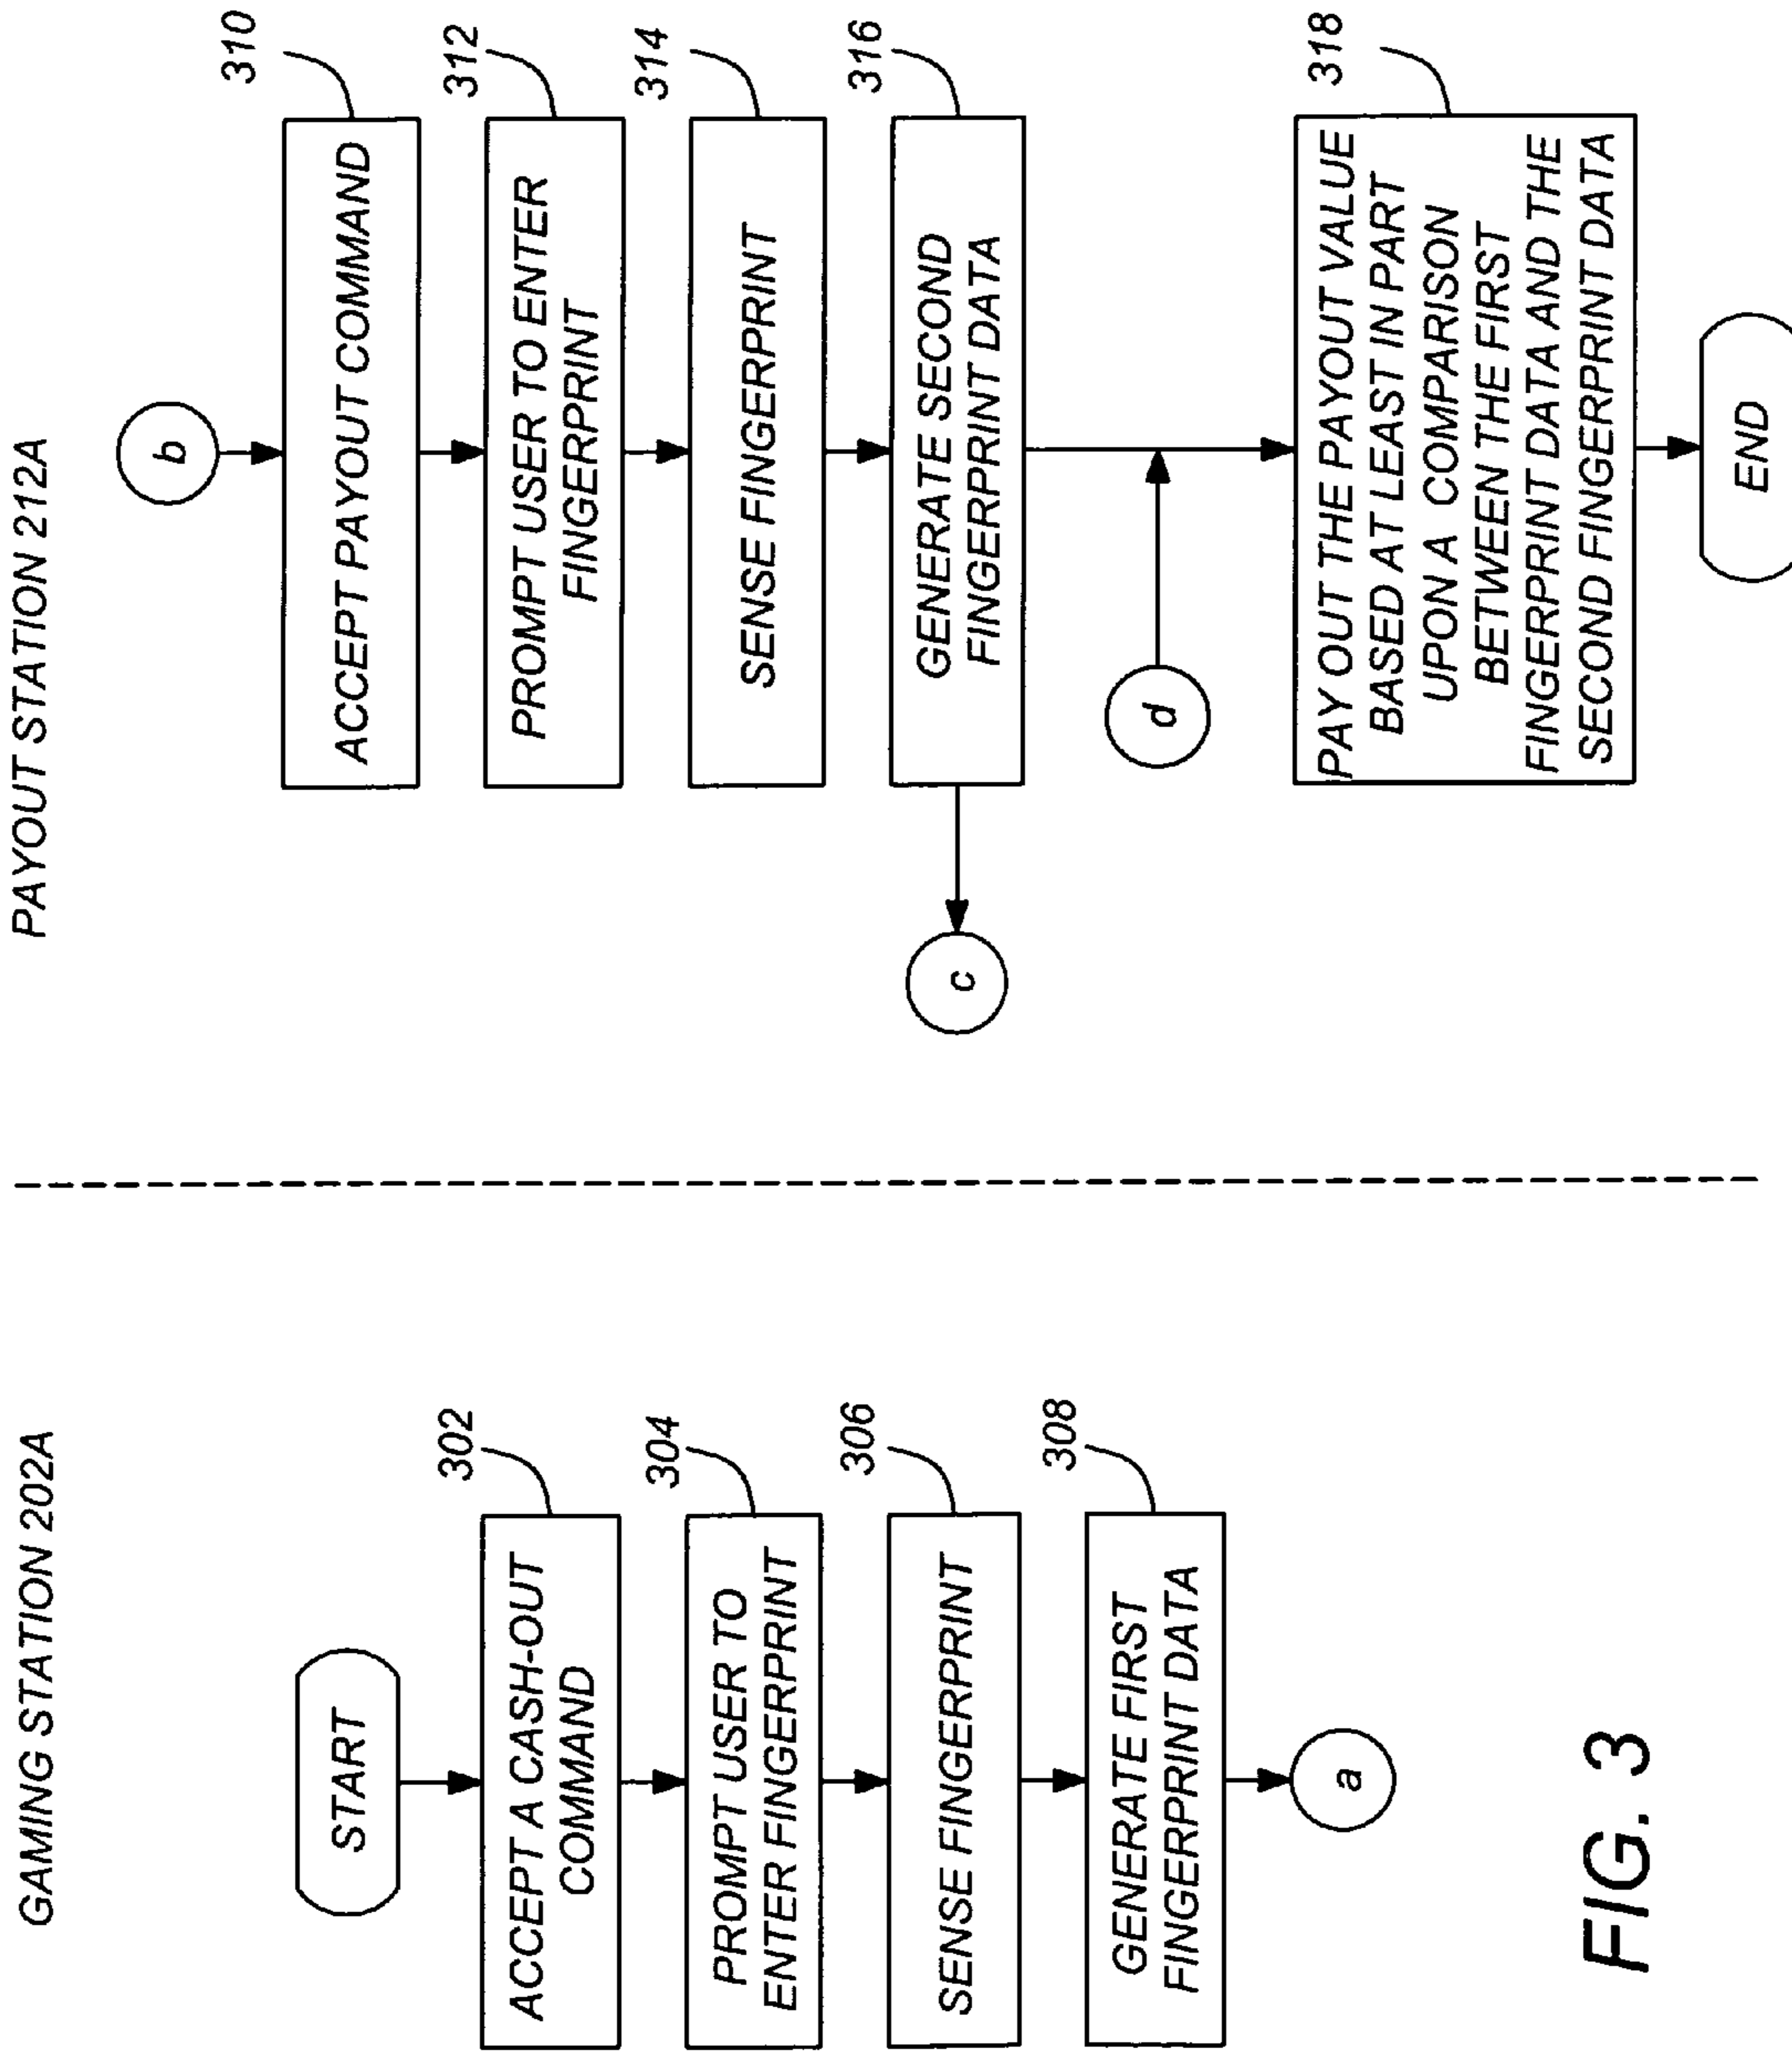 GAMING STATION 202A
START
302
ACCEPT A CASH-OUT
COMMAND
304
PROMPT USER TO
ENTER FINGERPRINT
306
SENSE FINGERPRINT
308
GENERATE FIRST
FINGERPRINT DATA
a
PAYOUT STATION 212A
b
310
ACCEPT PAYOUT COMMAND
312
PROMPT USER TO ENTER
FINGERPRINT
314
SENSE FINGERPRINT
316
GENERATE SECOND
FINGERPRINT DATA
c
d
318
PAY OUT THE PAYOUT VALUE
BASED AT LEAST IN PART
UPON A COMPARISON
BETWEEN THE FIRST
FINGERPRINT DATA AND THE
SECOND FINGERPRINT DATA
END
FIG. 3